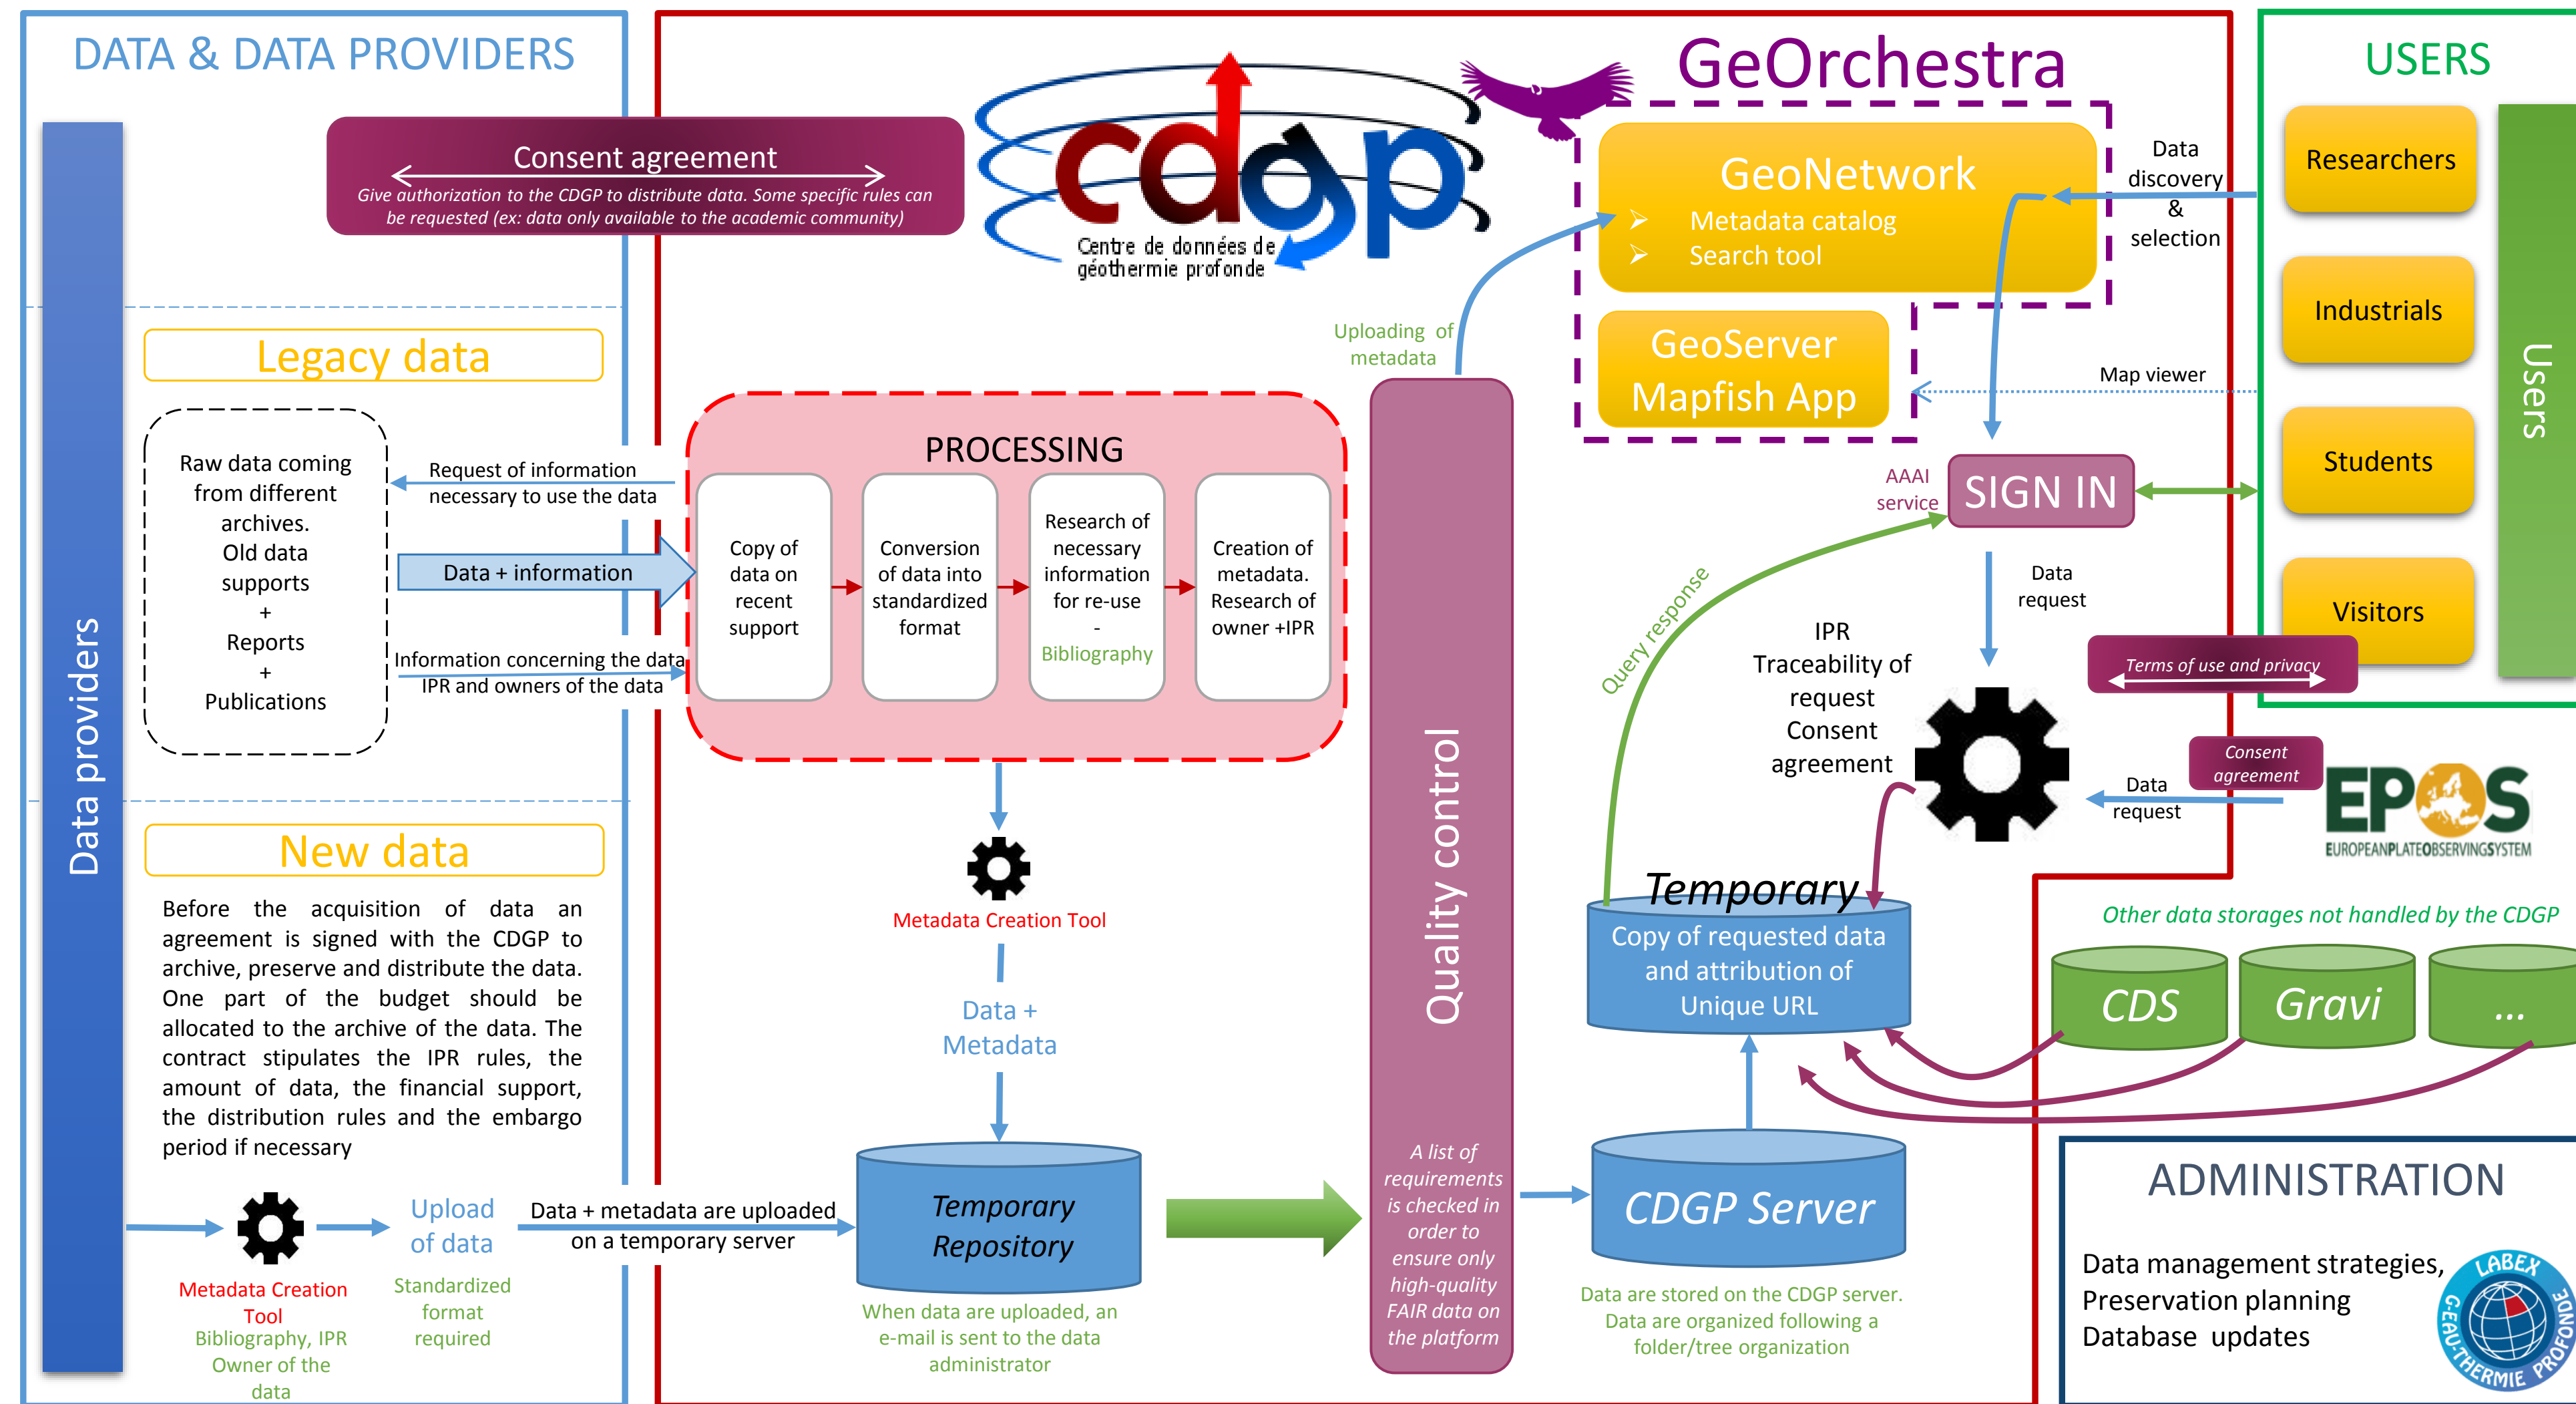 DATA & DATA PROVIDERS
Data providers
Consent agreement
Give authorization to the CDGP to distribute data. Some specific rules can
be requested (ex: data only available to the academic community)
Legacy data
Raw data coming
from different
archives.
Old data
supports
+
Reports
+
Publications
Request of information
necessary to use the data
Data + information
Information concerning the data
IPR and owners of the data
New data
Before the acquisition of data an
agreement is signed with the CDGP to
archive, preserve and distribute the data.
One part of the budget should be
allocated to the archive of the data. The
contract stipulates the IPR rules, the
amount of data, the financial support,
the distribution rules and the embargo
period if necessary
Metadata Creation
Tool
Bibliography, IPR
Owner of the
data
Upload
of data
Standardized
format
required
Data + metadata are uploaded
on a temporary server
cdgp
Centre de données de
géothermie profonde
PROCESSING
Copy of
data on
recent
support
Conversion
of data into
standardized
format
Research of
necessary
information
for re-use
-
Bibliography
Creation of
metadata.
Research of
owner +IPR
Metadata Creation Tool
Data +
Metadata
Temporary
Repository
When data are uploaded, an
e-mail is sent to the data
administrator
Uploading of
metadata
Quality control
A list of
requirements
is checked in
order to
ensure only
high-quality
FAIR data on
the platform
GeOrchestra
GeoNetwork
Metadata catalog
Search tool
GeoServer
Mapfish App
Data
discovery
&
selection
Map viewer
AAAI
service
SIGN IN
Data
request
Query response
IPR
Traceability of
request
Consent
agreement
Temporary
Copy of requested data
and attribution of
Unique URL
CDGP Server
Data are stored on the CDGP server.
Data are organized following a
folder/tree organization
USERS
Researchers
Industrials
Students
Visitors
Users
Terms of use and privacy
Consent
agreement
Data
request
EPOS
EUROPEANPLATEOBSERVINGSYSTEM
Other data storages not handled by the CDGP
CDS
Gravi
...
ADMINISTRATION
Data management strategies,
Preservation planning
Database updates
LABEX
G-EAU-THERMIE PROFONDE